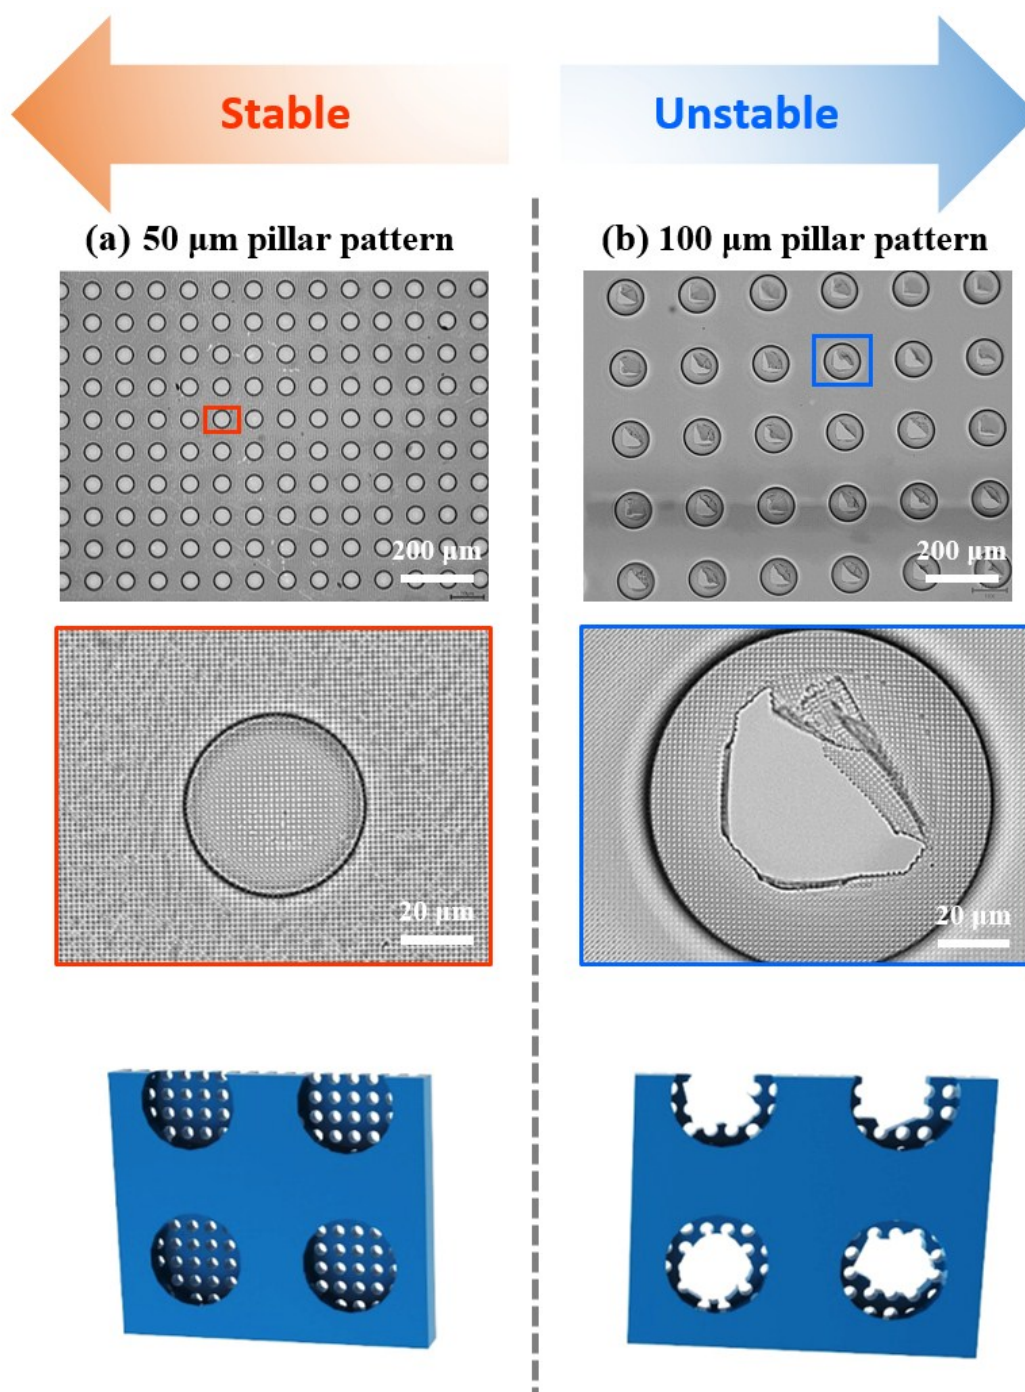 Stable
Unstable
(a) 50 μm pillar pattern
(b) 100 μm pillar pattern
200 μm
200 μm
20 μm
20 μm